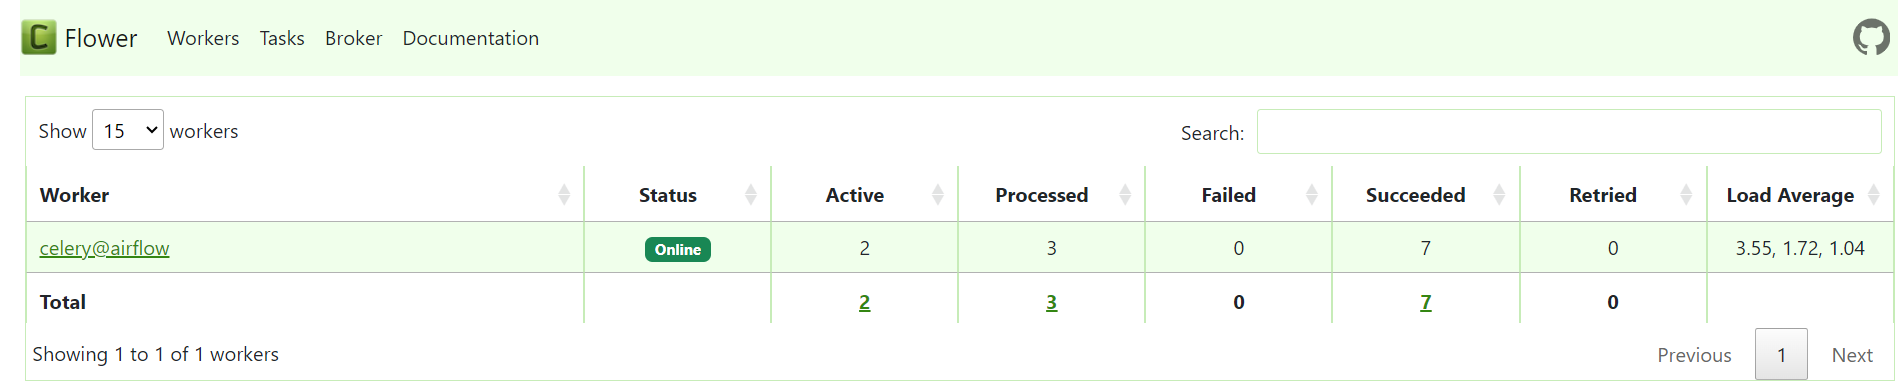 C Flower Workers Tasks Broker Documentation
Show 15 workers Search:
Worker Status Active Processed Failed Succeeded Retried Load Average
celery@airflow Online 2 3 0 7 0 3.55, 1.72, 1.04
Total 2 3 0 7 0
Showing 1 to 1 of 1 workers Previous 1 Next